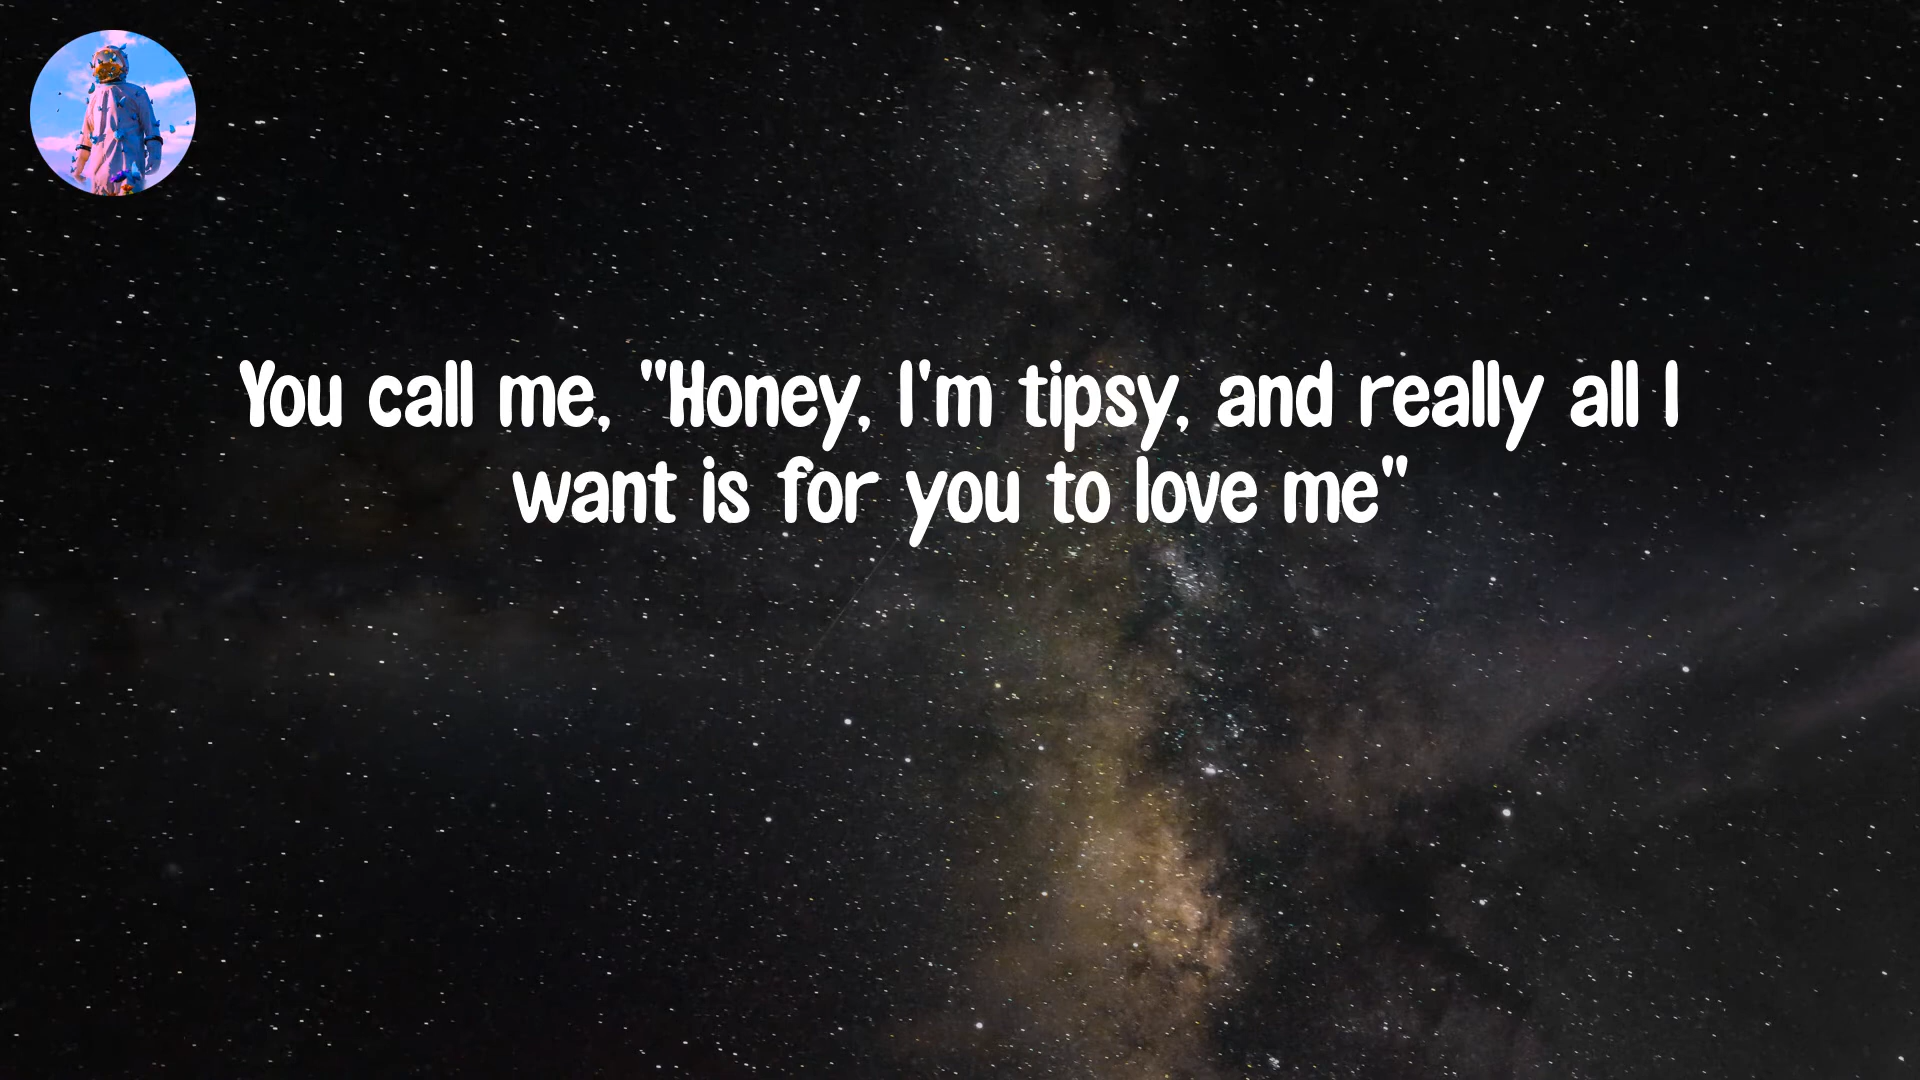 You call me, "Honey, I'm tipsy, and really all I
want is for you to love me"